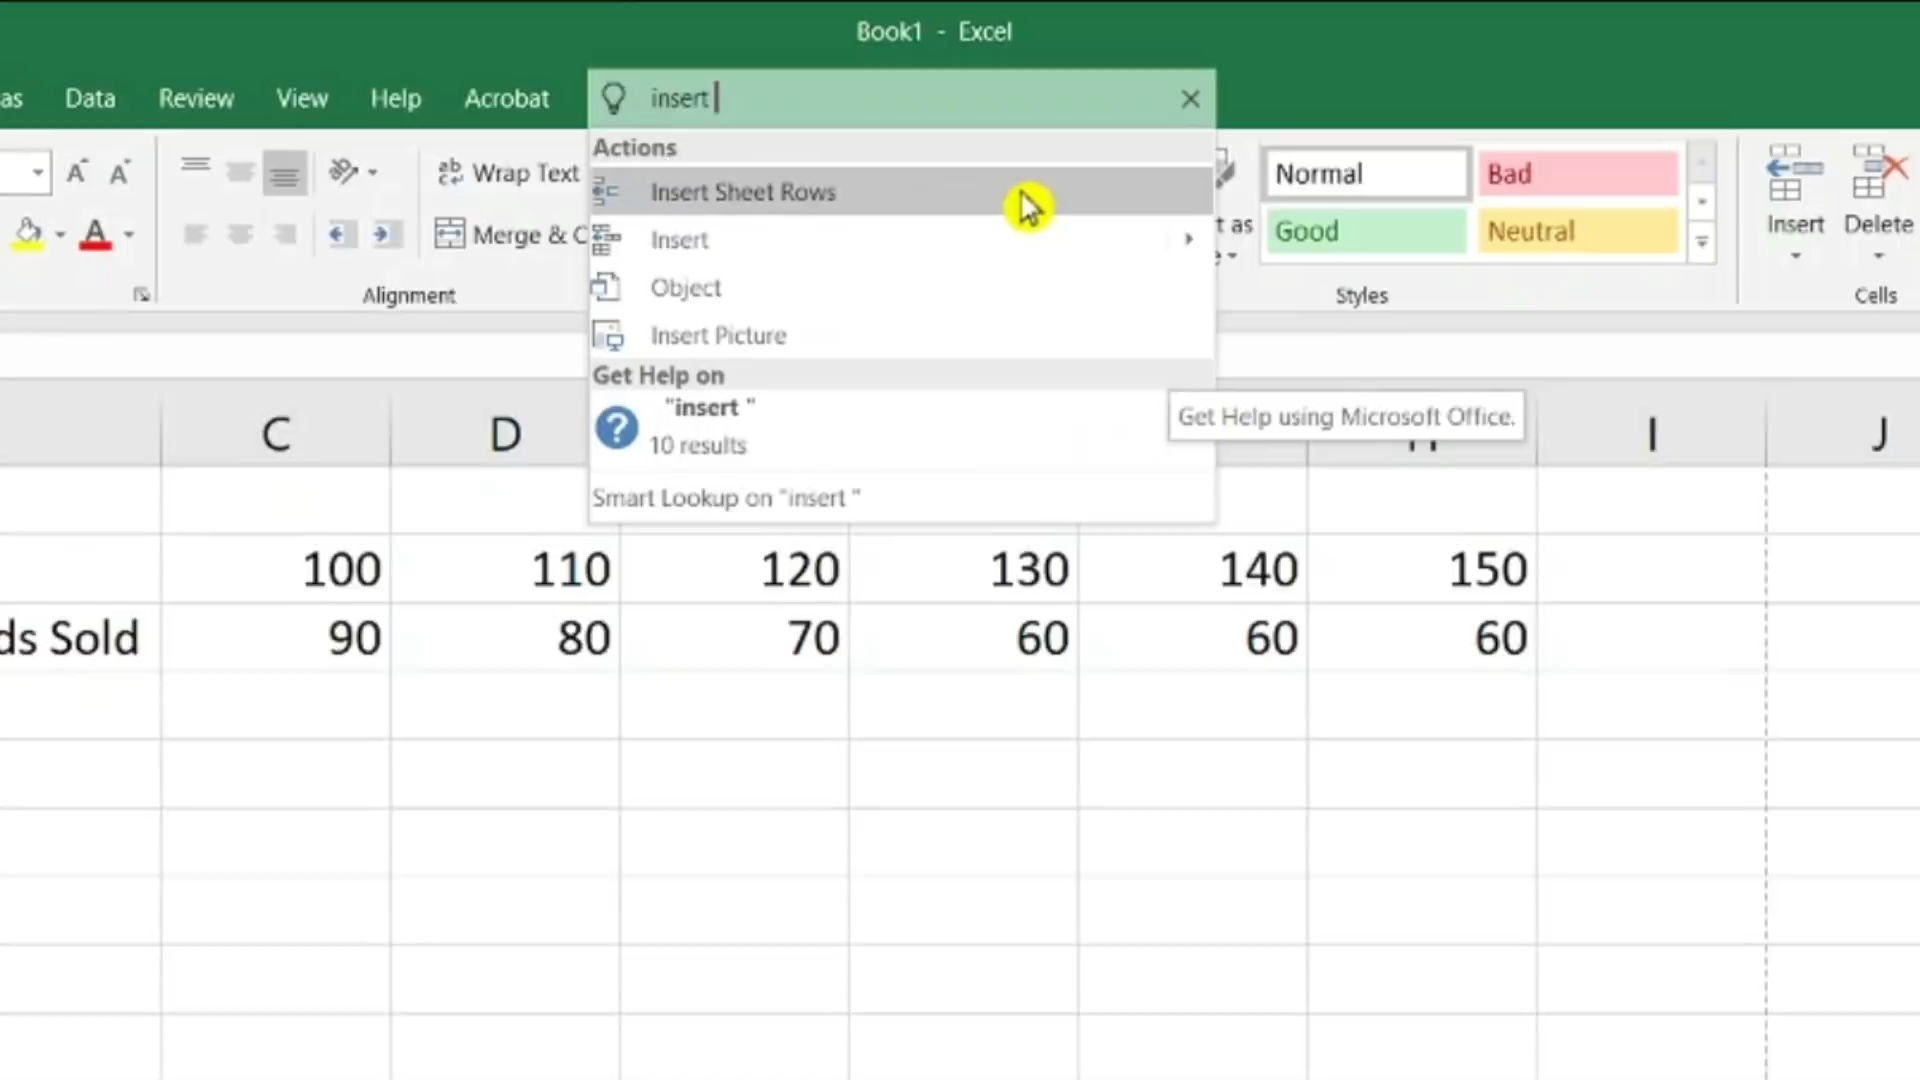 Book1 - Excel
as Data Review View Help Acrobat insert
Actions
Insert Sheet Rows
Insert
Object
Insert Picture
Get Help on
"insert "
10 results
Smart Lookup on "insert "
Get Help using Microsoft Office.
ab Wrap Text
Merge & C
Alignment
t as
Normal Bad
Good Neutral
Styles
Insert Delete
Cells
C D I J
100 110 120 130 140 150
ds Sold 90 80 70 60 60 60